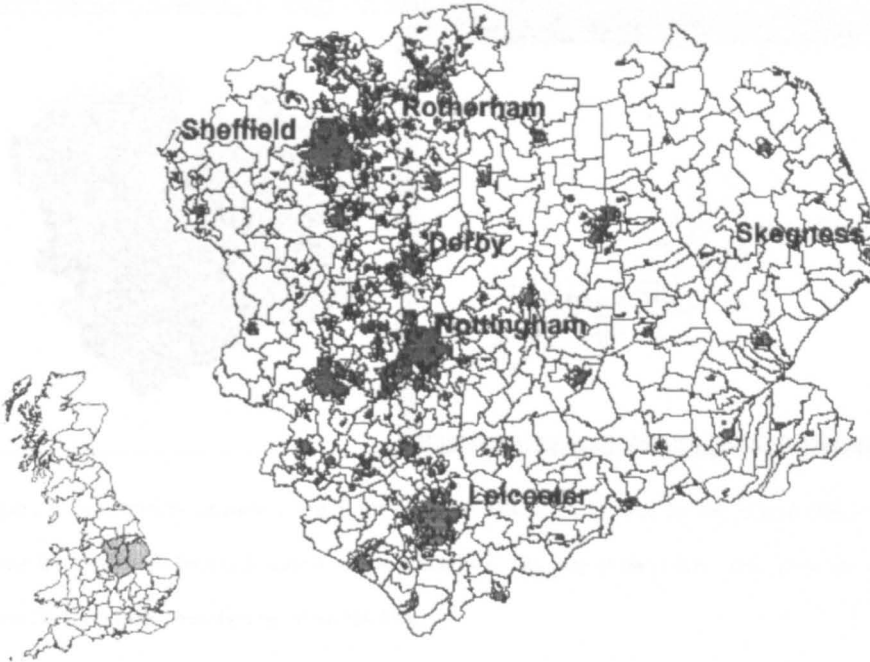 Rotherham
Sheffield
Skegness
Derby
Nottingham
W. Leicester